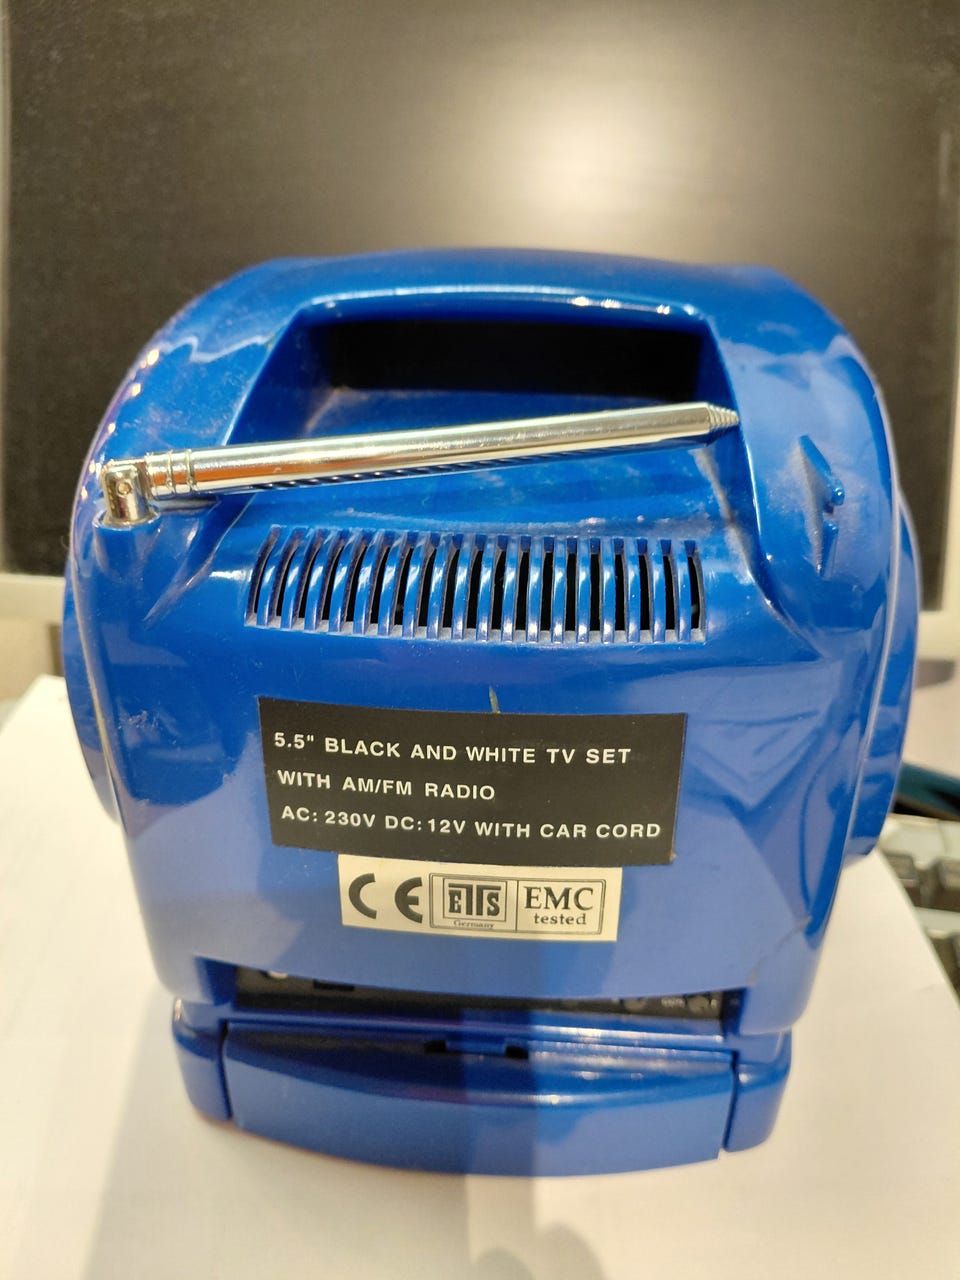 5.5" BLACK AND WHITE TV SET
WITH AM/FM RADIO
AC: 230V DC: 12V WITH CAR CORD
CE ETS EMC
Germany tested